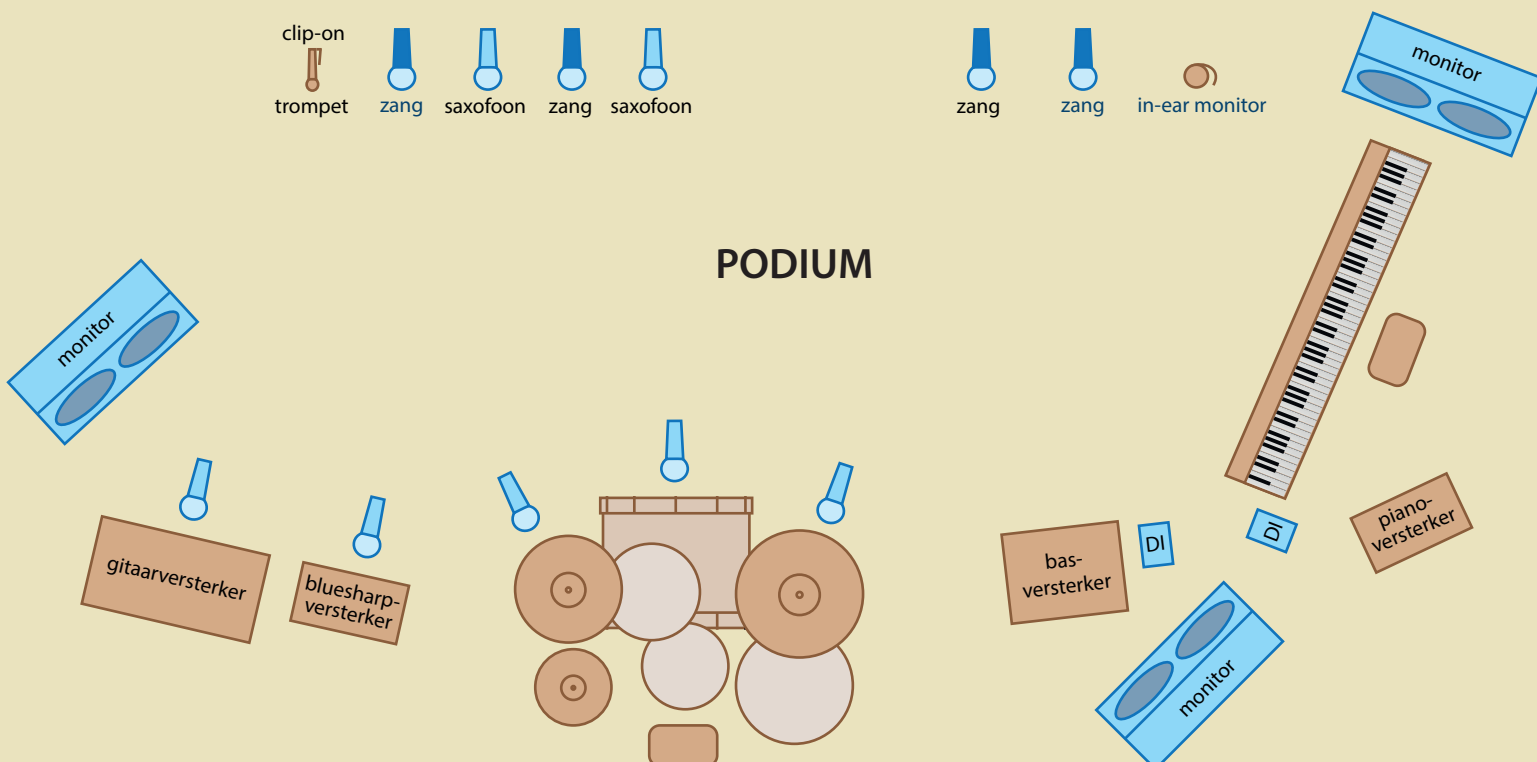 clip-on
trompet
zang
saxofoon
zang
saxofoon
zang
zang
in-ear monitor
monitor
PODIUM
monitor
gitaarversterker
bluesharp-
versterker
bas-
versterker
DI
DI
piano-
versterker
monitor